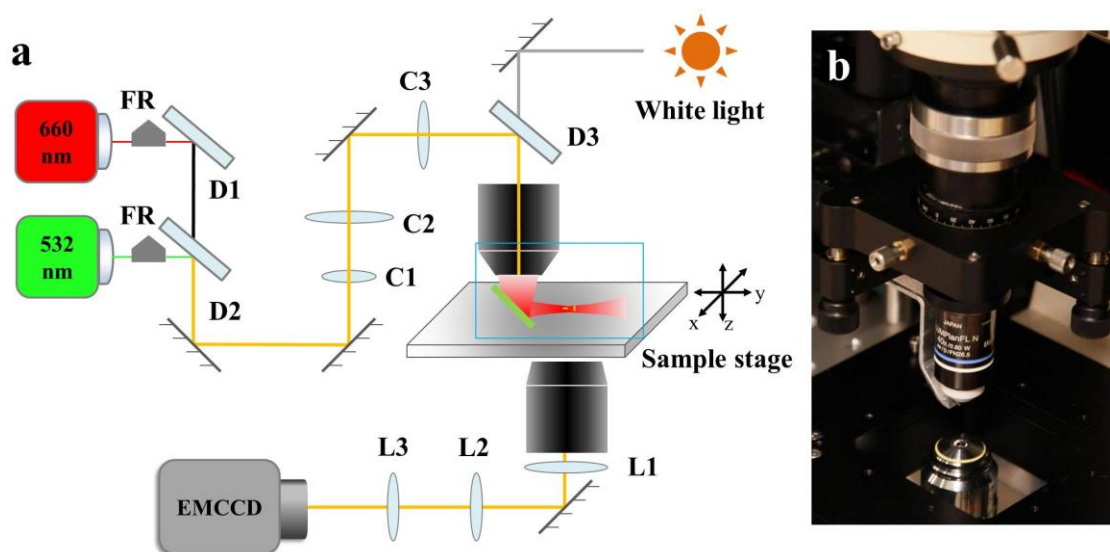 a
660
nm
FR
D1
532
nm
FR
D2
C1
C2
C3
White light
D3
x
y
z
Sample stage
L1
L2
L3
EMCCD
b
JAPAN